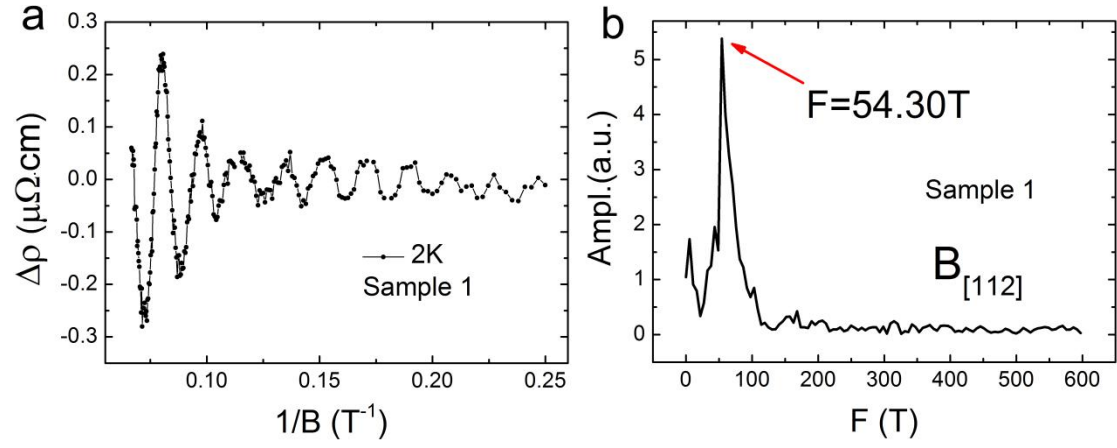 a
0.3
0.2
0.1
0.0
-0.1
-0.2
-0.3
Δρ (μΩ.cm)
2K
Sample 1
0.10
0.15
0.20
0.25
1/B (T⁻¹)
b
5
4
3
2
1
0
Ampl.(a.u.)
F=54.30T
Sample 1
B[112]
0
100
200
300
400
500
600
F (T)